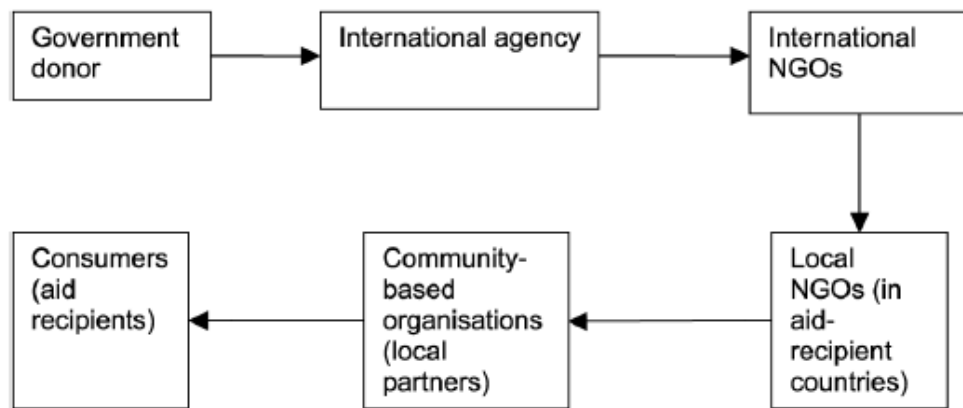 Government
donor
International agency
International
NGOs
Local
NGOs (in
aid-
recipient
countries)
Community-
based
organisations
(local
partners)
Consumers
(aid
recipients)